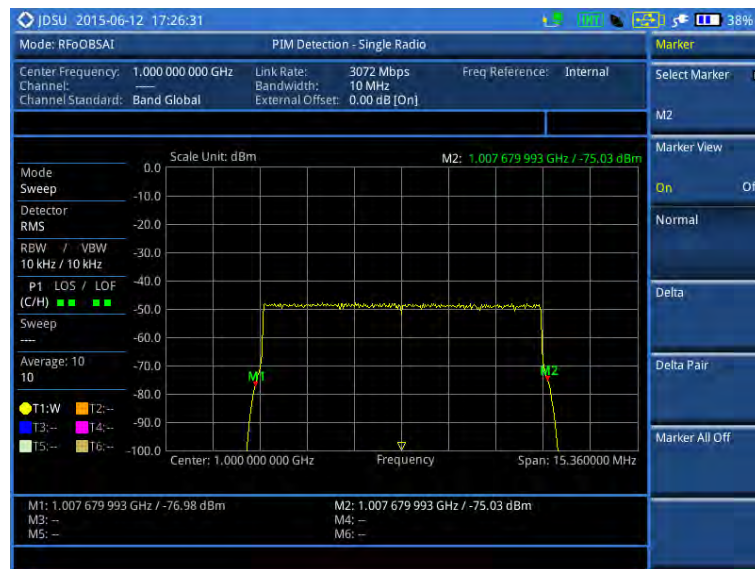 JDSU 2015-06-12 17:26:31
38%
Mode: RFoOBSAI
PIM Detection - Single Radio
Marker
Center Frequency: 1.000 000 000 GHz
Link Rate: 3072 Mbps
Freq Reference: Internal
Channel: ----
Bandwidth: 10 MHz
Channel Standard: Band Global
External Offset: 0.00 dB [On]
Select Marker
M2
Marker View
On Of
Normal
Delta
Delta Pair
Marker All Off
Mode
Sweep
Detector
RMS
RBW / VBW
10 kHz / 10 kHz
P1 LOS / LOF
(C/H)
Sweep
----
Average: 10
10
T1:W T2:--
T3:-- T4:--
T5:-- T6:--
Scale Unit: dBm
M2: 1.007 679 993 GHz / -75.03 dBm
0.0
-10.0
-20.0
-30.0
-40.0
-50.0
-60.0
-70.0
-80.0
-90.0
-100.0
M1
M2
Center: 1,000 000 000 GHz
Frequency
Span: 15.360000 MHz
M1: 1.007 679 993 GHz / -76.98 dBm
M2: 1.007 679 993 GHz / -75.03 dBm
M3: --
M4: --
M5: --
M6: --